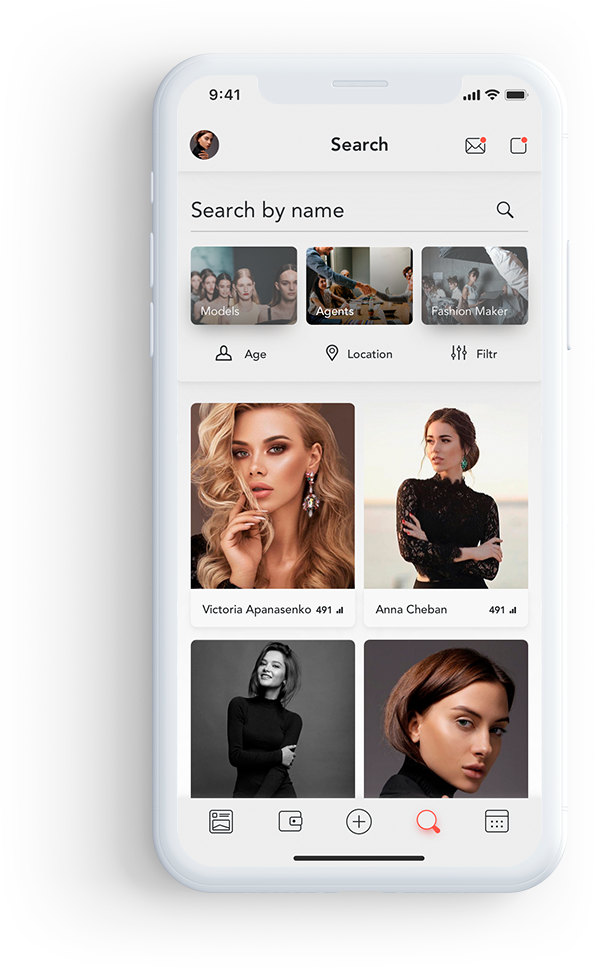 9:41
Search
Search by name
Models
Agents
Fashion Maker
Age
Location
Filtr
Victoria Apanasenko 491
Anna Cheban 491